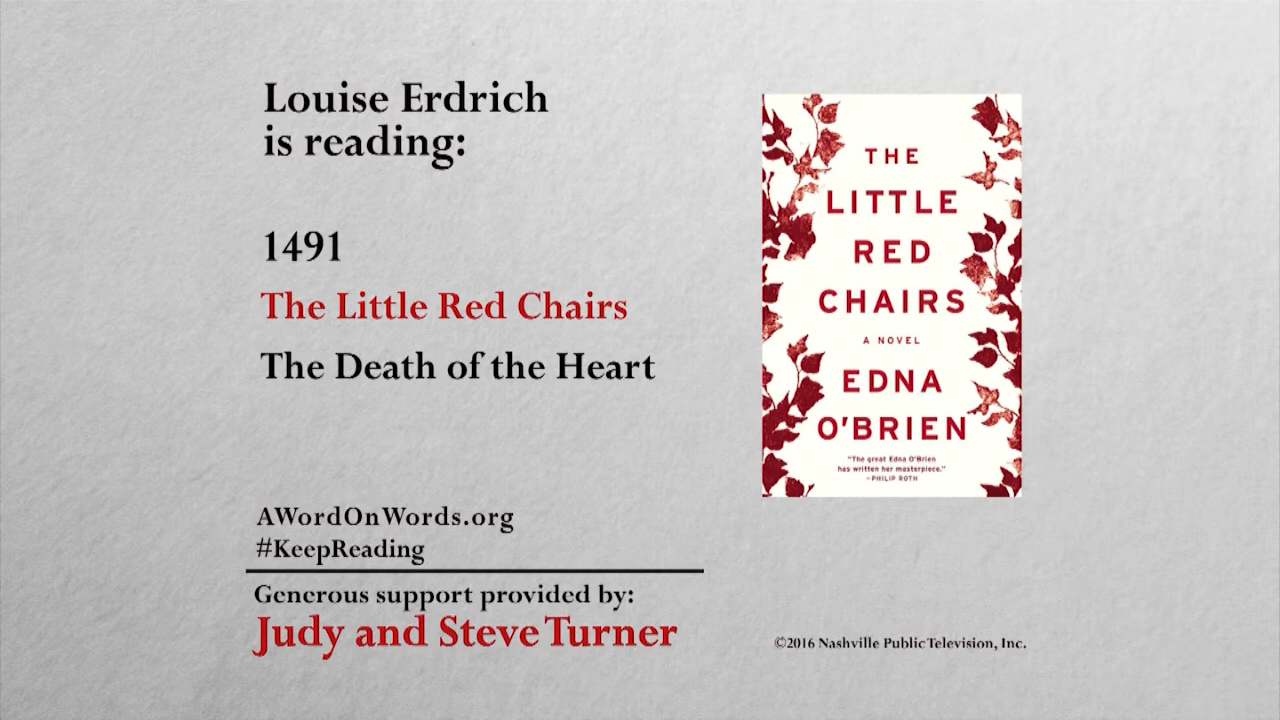 Louise Erdrich
is reading:
1491
The Little Red Chairs
The Death of the Heart
AWordOnWords.org
#KeepReading
Generous support provided by:
Judy and Steve Turner
THE
LITTLE
RED
CHAIRS
A NOVEL
EDNA
O'BRIEN
"The great Edna O'Brien
has written her masterpiece."
–PHILIP ROTH
©2016 Nashville Public Television, Inc.